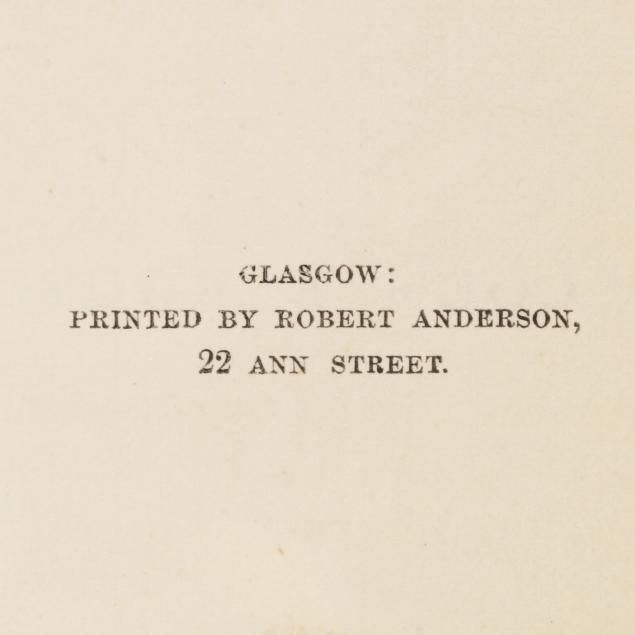 GLASGOW:
PRINTED BY ROBERT ANDERSON,
22 ANN STREET.